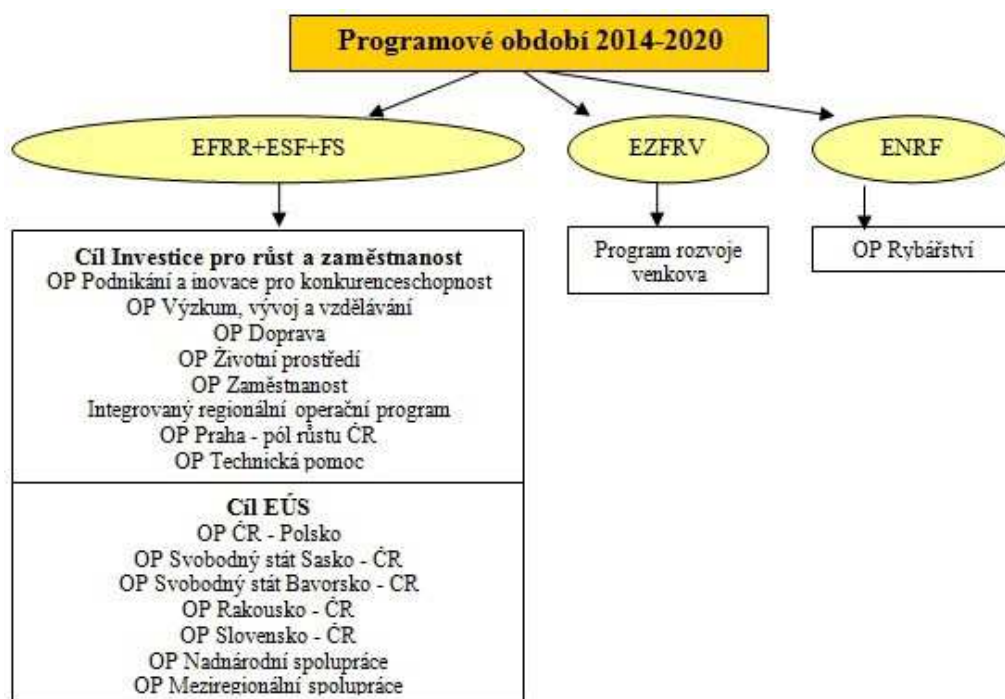 Programové období 2014-2020
EFRR+ESF+FS
EZFRV
ENRF
Cíl Investice pro růst a zaměstnanost
OP Podnikání a inovace pro konkurenceschopnost
OP Výzkum, vývoj a vzdělávání
OP Doprava
OP Životní prostředí
OP Zaměstnanost
Integrovaný regionální operační program
OP Praha - pól růstu ČR
OP Technická pomoc
Program rozvoje
venkova
OP Rybářství
Cíl EÚS
OP ČR - Polsko
OP Svobodný stát Sasko - ČR
OP Svobodný stát Bavorsko - ČR
OP Rakousko - ČR
OP Slovensko - ČR
OP Nadnárodní spolupráce
OP Meziregionální spolupráce